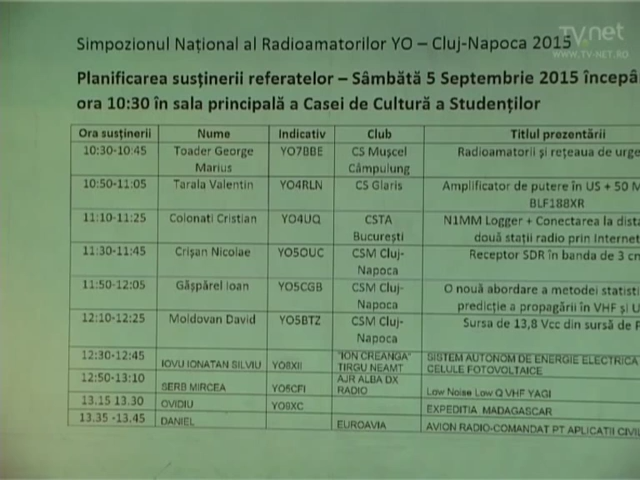 TV.net
WWW.TV-NET.RO
Simpozionul Național al Radioamatorilor YO – Cluj-Napoca 2015
Planificarea susținerii referatelor – Sâmbătă 5 Septembrie 2015 începâ
ora 10:30 în sala principală a Casei de Cultură a Studenților
Ora susținerii Nume Indicativ Club Titlul prezentării
10:30-10:45 Toader George Marius YO7BBE CS Mușcel Câmpulung Radioamatorii și rețeaua de urge
10:50-11:05 Tarala Valentin YO4RLN CS Glaris Amplificator de putere în US + 50 M BLF188XR
11:10-11:25 Colonati Cristian YO4UQ CSTA București N1MM Logger + Conectarea la dista două stații radio prin Internet
11:30-11:45 Crișan Nicolae YO5OUC CSM Cluj-Napoca Receptor SDR în banda de 3 cm
11:50-12:05 Găspărel Ioan YO5CGB CSM Cluj-Napoca O nouă abordare a metodei statisti predicție a propagării în VHF și U
12:10-12:25 Moldovan David YO5BTZ CSM Cluj-Napoca Sursa de 13,8 Vcc din sursă de P
12:30-12:45 IOVU IONATAN SILVIU YO8XII "ION CREANGA" TIRGU NEAMT SISTEM AUTONOM DE ENERGIE ELECTRICA CELULE FOTOVOLTAICE
12:50-13:10 SERB MIRCEA YO5CFI AJR ALBA DX RADIO Low Noise Low Q VHF YAGI
13.15 13.30 OVIDIU YO9XC EXPEDITIA MADAGASCAR
13.35 -13.45 DANIEL EUROAVIA AVION RADIO-COMANDAT PT APLICATII CIVIL